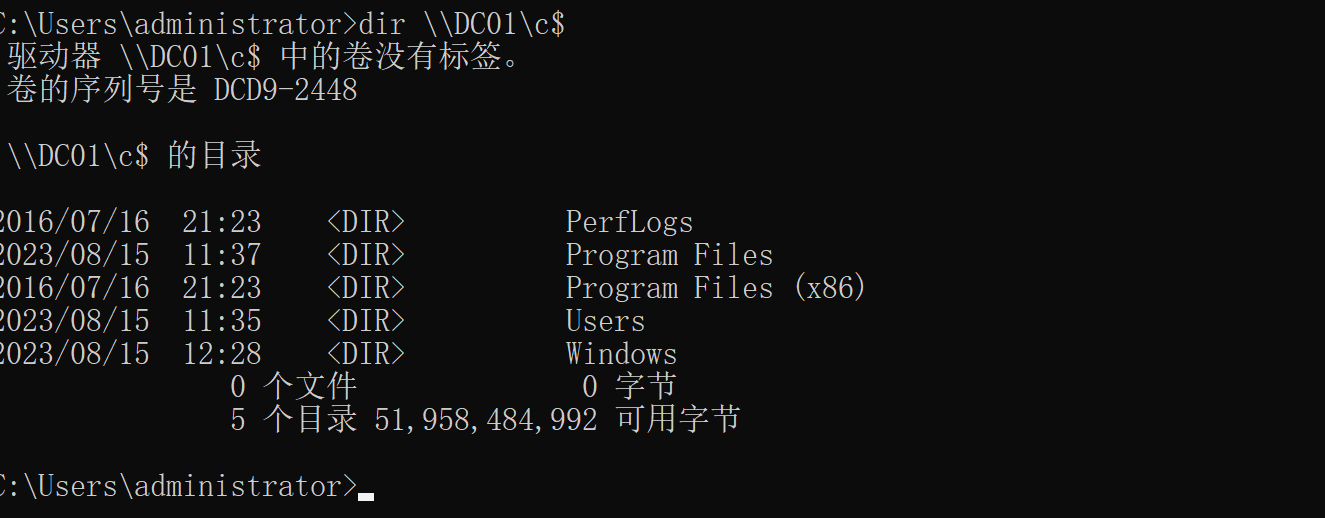 C:\Users\administrator>dir \\DC01\c$
驱动器 \\DC01\c$ 中的卷没有标签。
卷的序列号是 DCD9-2448
\\DC01\c$ 的目录
2016/07/16  21:23    <DIR>          PerfLogs
2023/08/15  11:37    <DIR>          Program Files
2016/07/16  21:23    <DIR>          Program Files (x86)
2023/08/15  11:35    <DIR>          Users
2023/08/15  12:28    <DIR>          Windows
0 个文件              0 字节
5 个目录 51,958,484,992 可用字节
C:\Users\administrator>